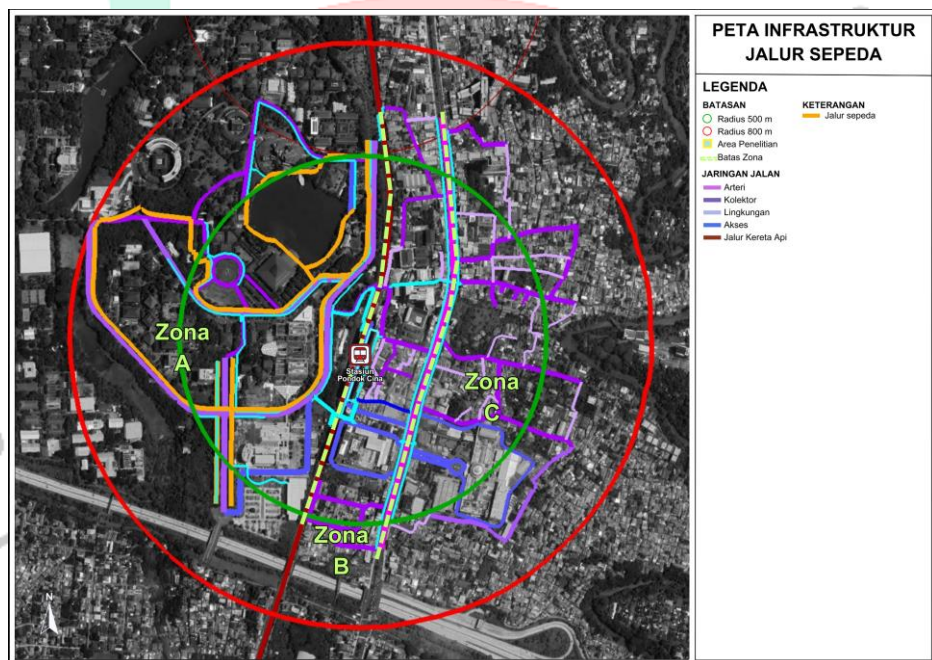 PETA INFRASTRUKTUR
JALUR SEPEDA
LEGENDA
BATASAN
Radius 500 m
Radius 800 m
Area Penelitian
Batas Zona
KETERANGAN
Jalur sepeda
JARINGAN JALAN
Arteri
Kolektor
Lingkungan
Akses
Jalur Kereta Api
Zona
A
Stasiun
Pondok Cina
Zona
C
Zona
B
N